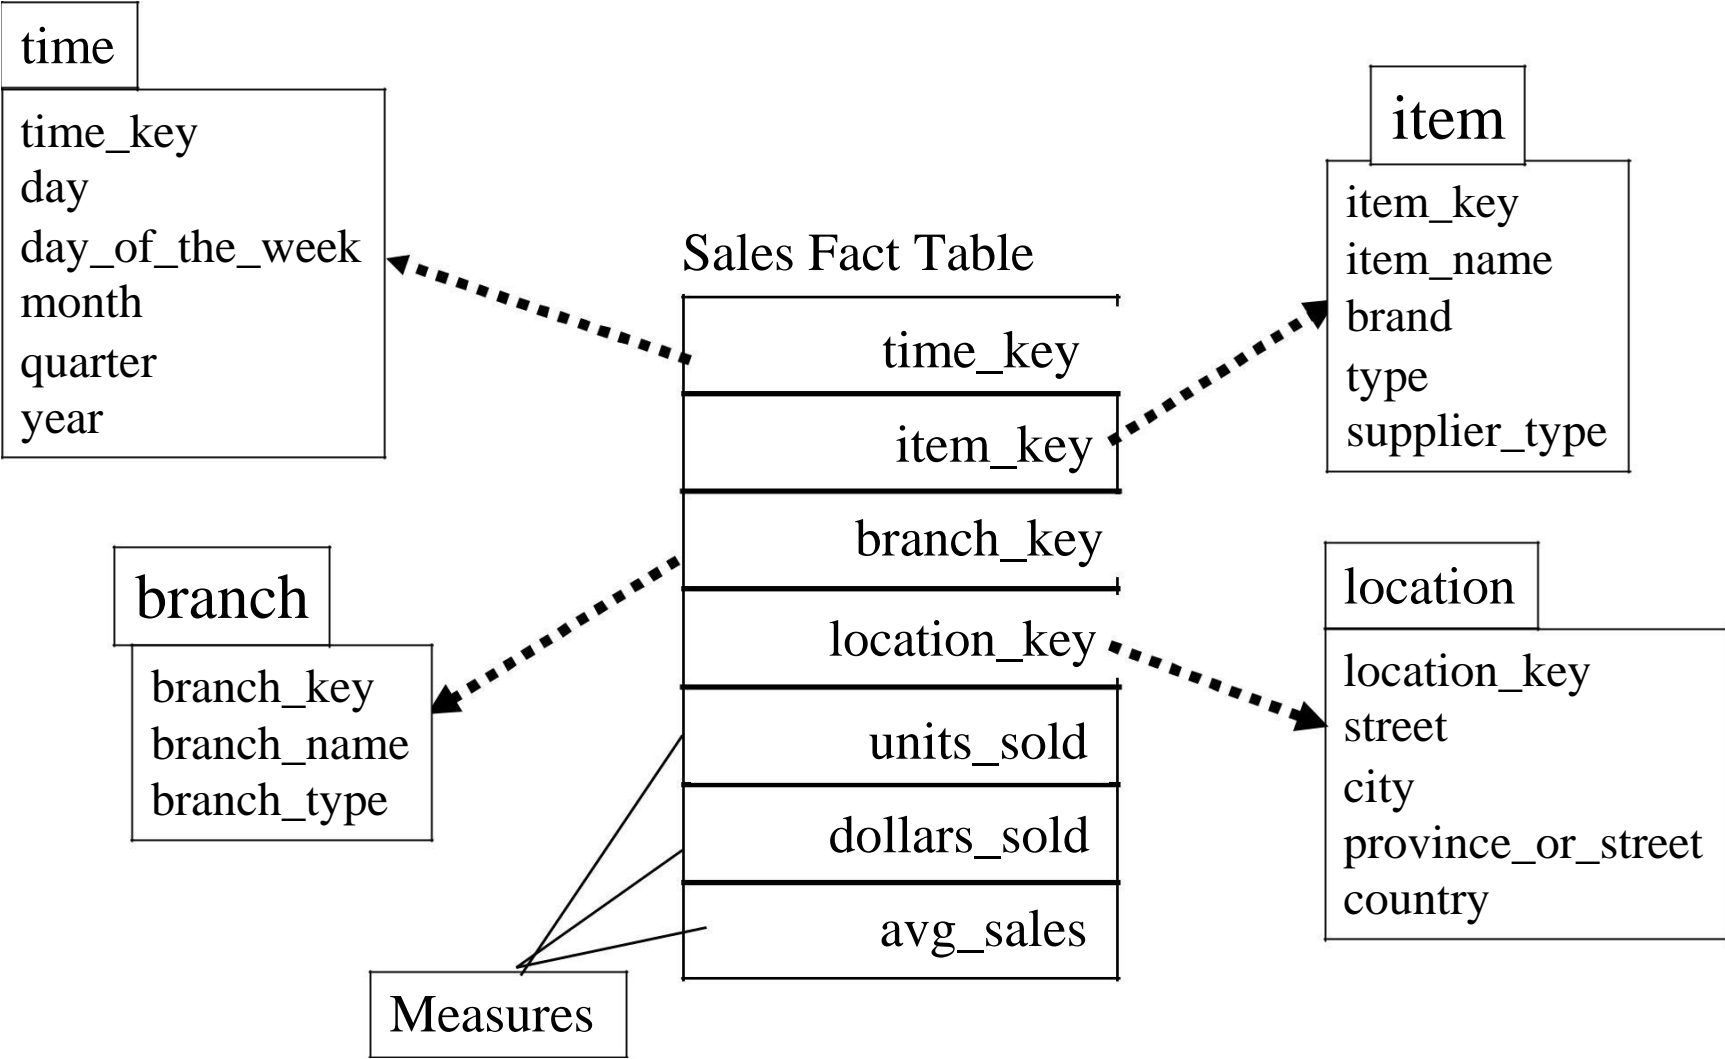 time
time_key
day
day_of_the_week
month
quarter
year
item
item_key
item_name
brand
type
supplier_type
Sales Fact Table
time_key
item_key
branch_key
location_key
units_sold
dollars_sold
avg_sales
branch
branch_key
branch_name
branch_type
location
location_key
street
city
province_or_street
country
Measures